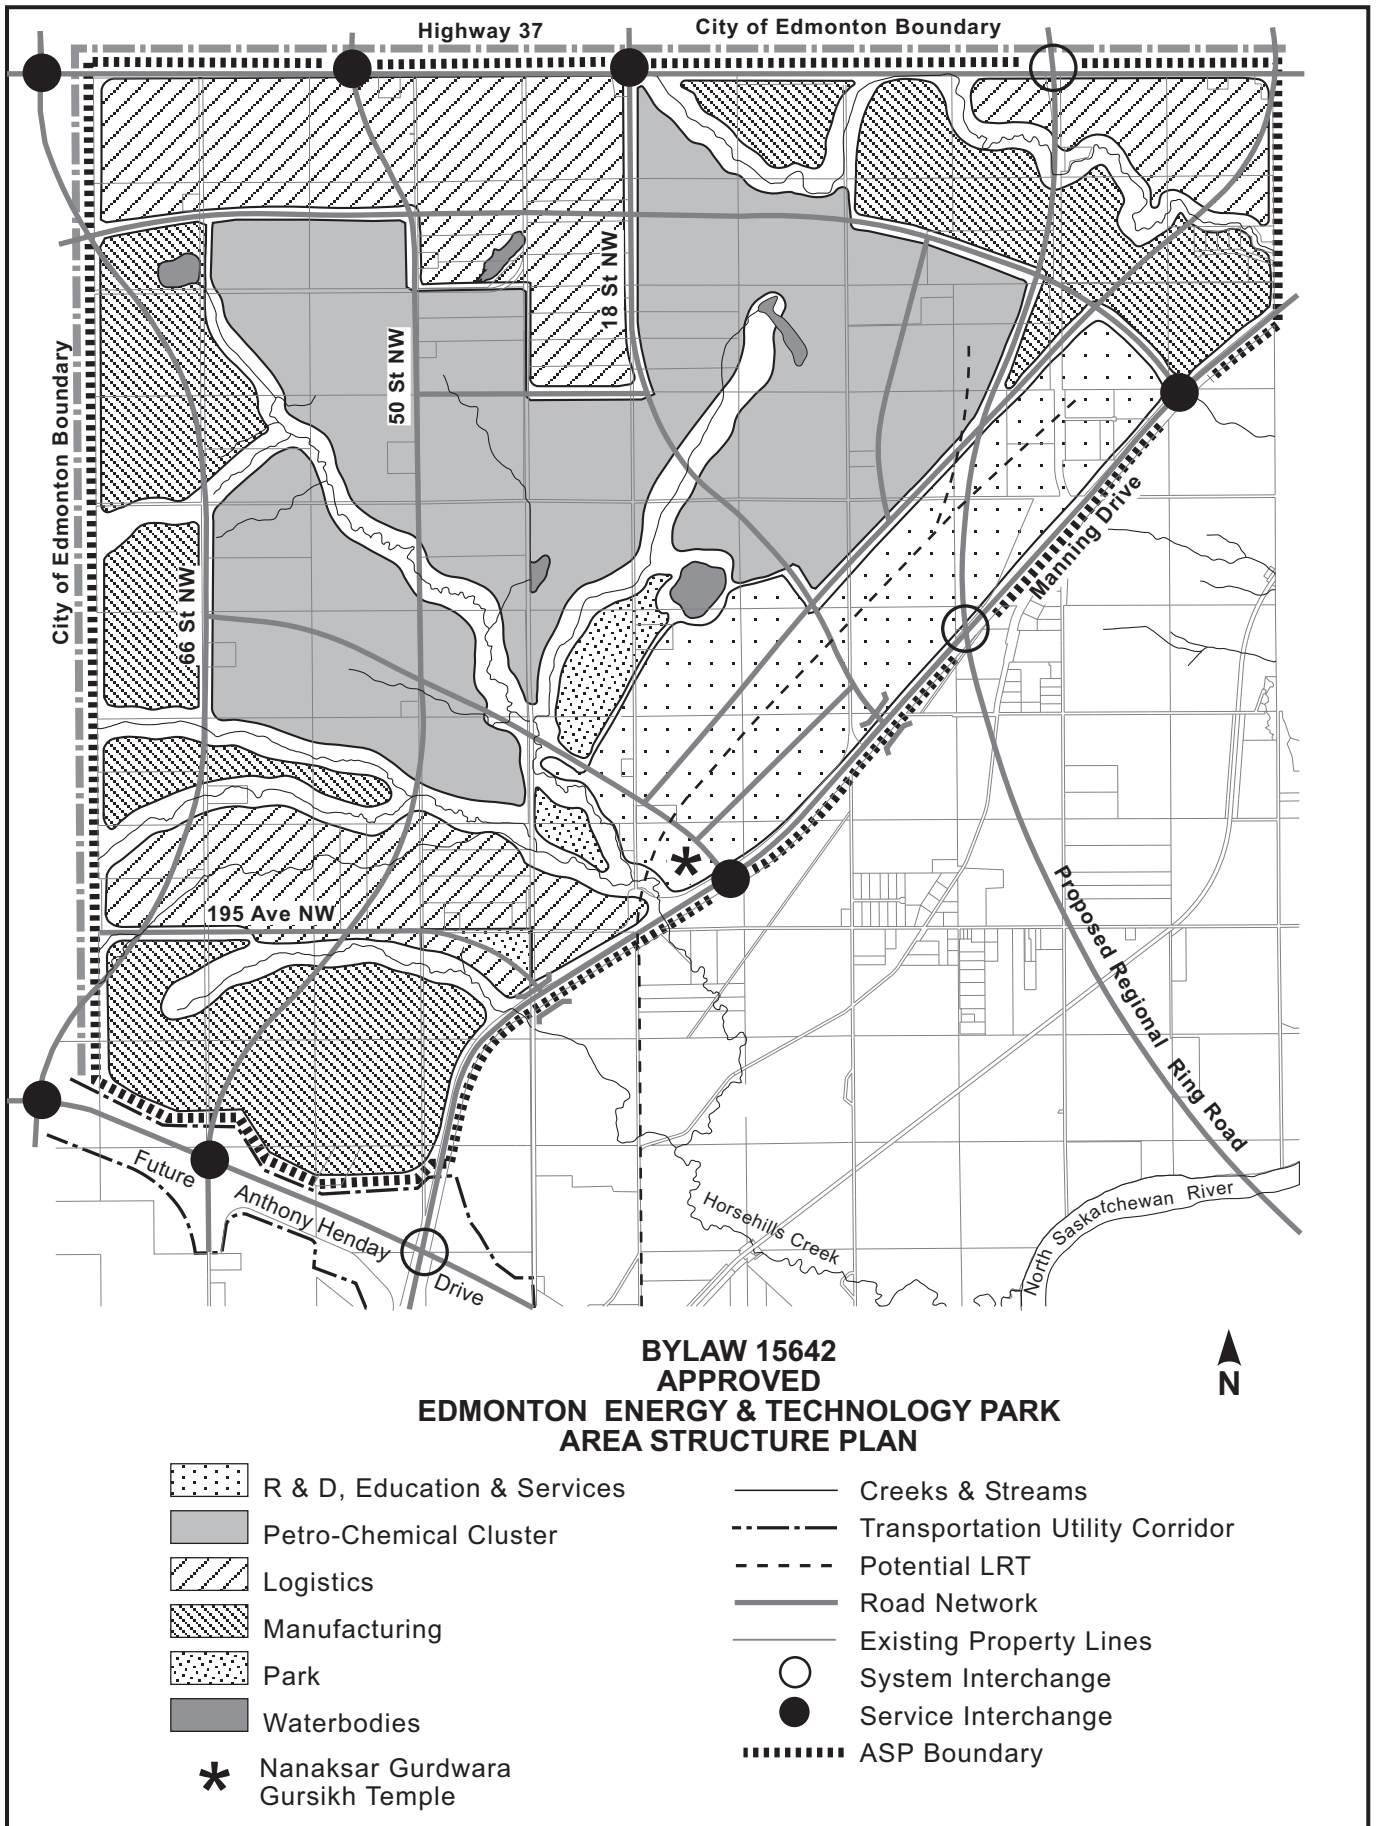 Highway 37
City of Edmonton Boundary
18 St NW
50 St NW
City of Edmonton Boundary
66 St NW
Manning Drive
195 Ave NW
Proposed Regional Ring Road
Future Anthony Henday Drive
Horsehills Creek
North Saskatchewan River
BYLAW 15642
APPROVED
EDMONTON ENERGY & TECHNOLOGY PARK
AREA STRUCTURE PLAN
N
R & D, Education & Services
Petro-Chemical Cluster
Logistics
Manufacturing
Park
Waterbodies
* Nanaksar Gurdwara
Gursikh Temple
Creeks & Streams
Transportation Utility Corridor
Potential LRT
Road Network
Existing Property Lines
System Interchange
Service Interchange
ASP Boundary